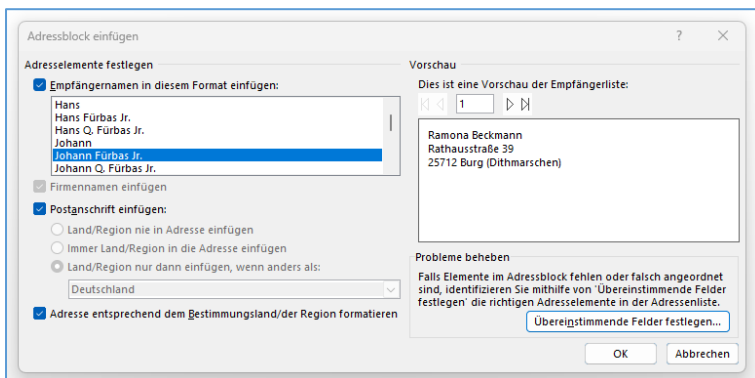 Adressblock einfügen
Adresselemente festlegen
Empfängernamen in diesem Format einfügen:
Hans
Hans Fürbas Jr.
Hans Q. Fürbas Jr.
Johann
Johann Fürbas Jr.
Johann Q. Fürbas Jr.
Firmennamen einfügen
Postanschrift einfügen:
Land/Region nie in Adresse einfügen
Immer Land/Region in die Adresse einfügen
Land/Region nur dann einfügen, wenn anders als:
Deutschland
Adresse entsprechend dem Bestimmungsland/der Region formatieren
Vorschau
Dies ist eine Vorschau der Empfängerliste:
1
Ramona Beckmann
Rathausstraße 39
25712 Burg (Dithmarschen)
Probleme beheben
Falls Elemente im Adressblock fehlen oder falsch angeordnet
sind, identifizieren Sie mithilfe von 'Übereinstimmende Felder
festlegen' die richtigen Adresselemente in der Adressenliste.
Übereinstimmende Felder festlegen...
OK
Abbrechen